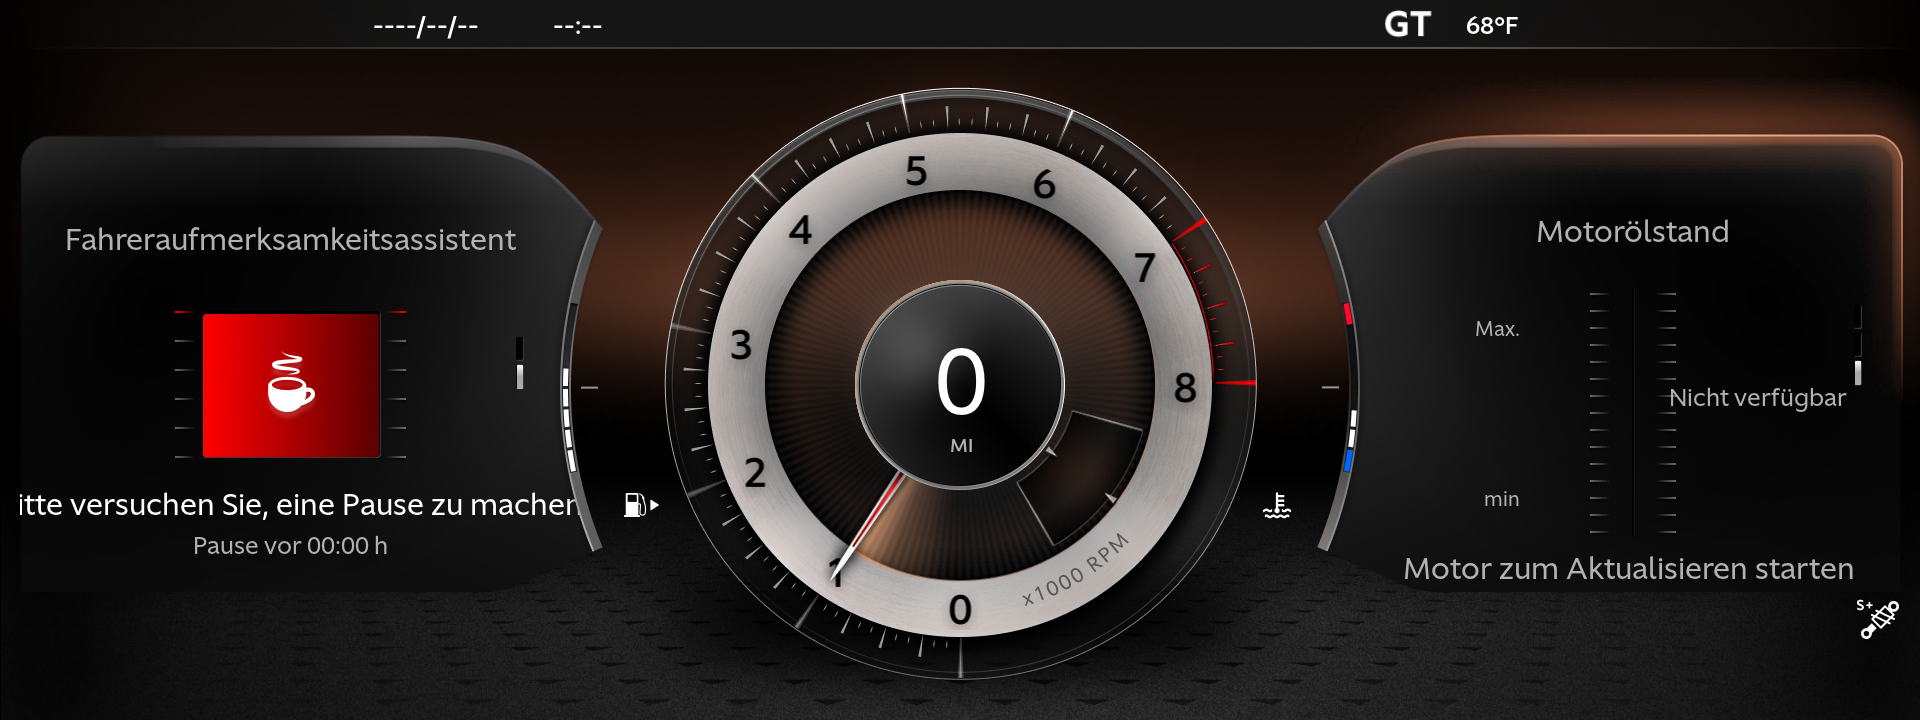 ----/--/--
--:--
GT
68°F
Fahreraufmerksamkeitsassistent
itte versuchen Sie, eine Pause zu machen
Pause vor 00:00 h
0
1
2
3
4
5
6
7
8
x1000 RPM
0
MI
Motorölstand
Max.
Nicht verfügbar
min
Motor zum Aktualisieren starten
S+